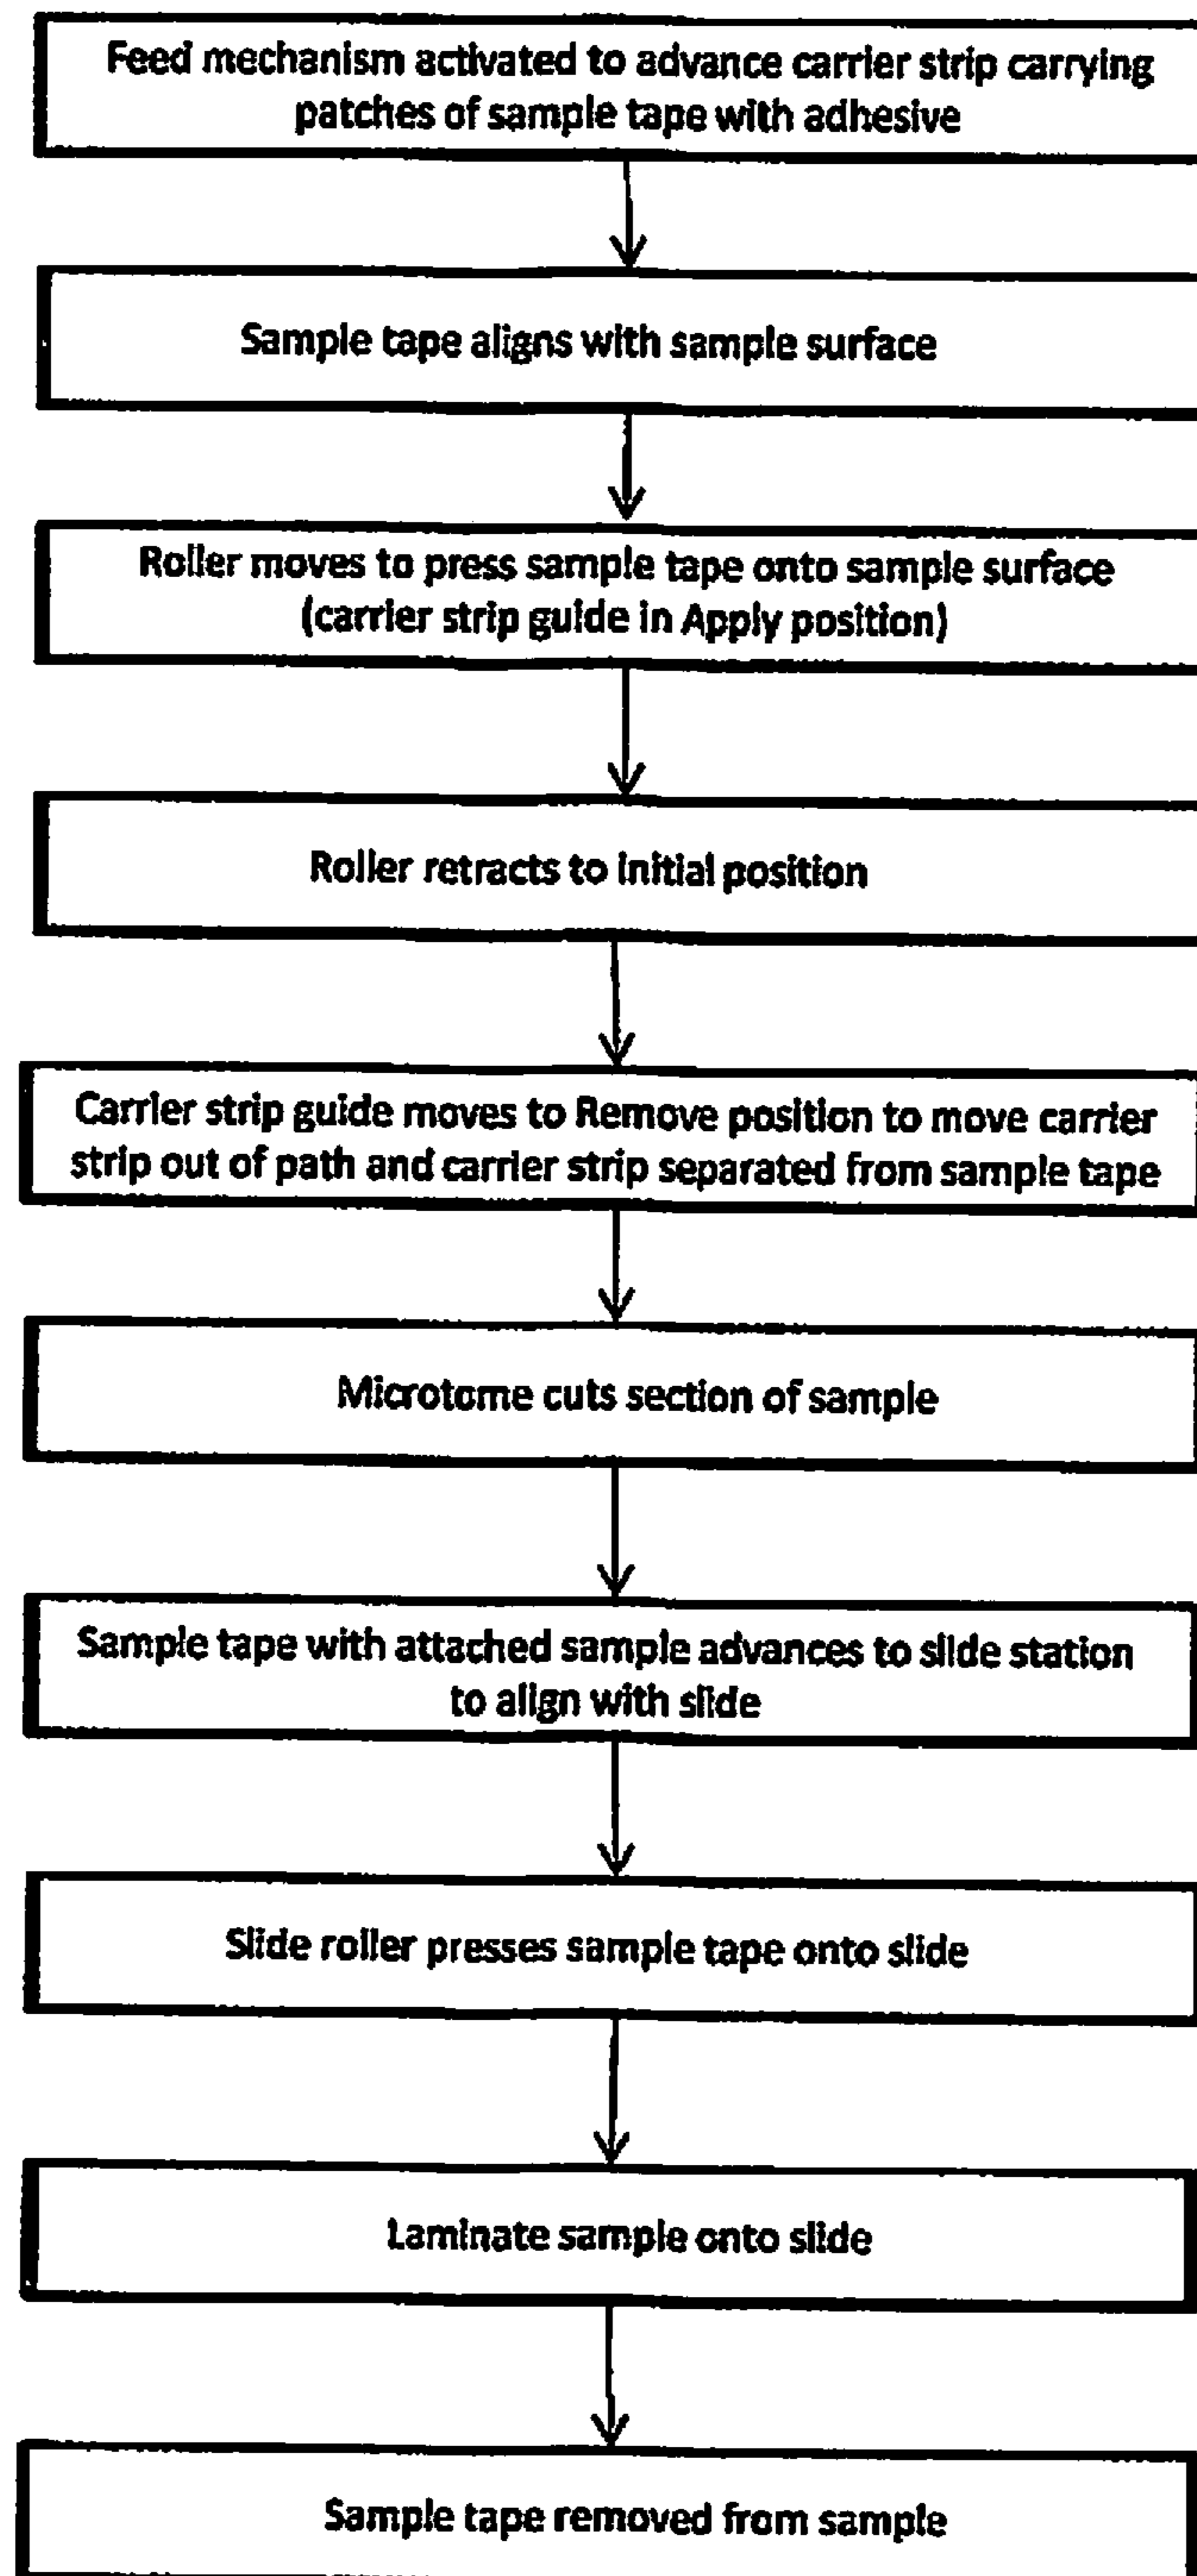 Feed mechanism activated to advance carrier strip carrying
patches of sample tape with adhesive
Sample tape aligns with sample surface
Roller moves to press sample tape onto sample surface
(carrier strip guide in Apply position)
Roller retracts to initial position
Carrier strip guide moves to Remove position to move carrier
strip out of path and carrier strip separated from sample tape
Microtome cuts section of sample
Sample tape with attached sample advances to slide station
to align with slide
Slide roller presses sample tape onto slide
Laminate sample onto slide
Sample tape removed from sample